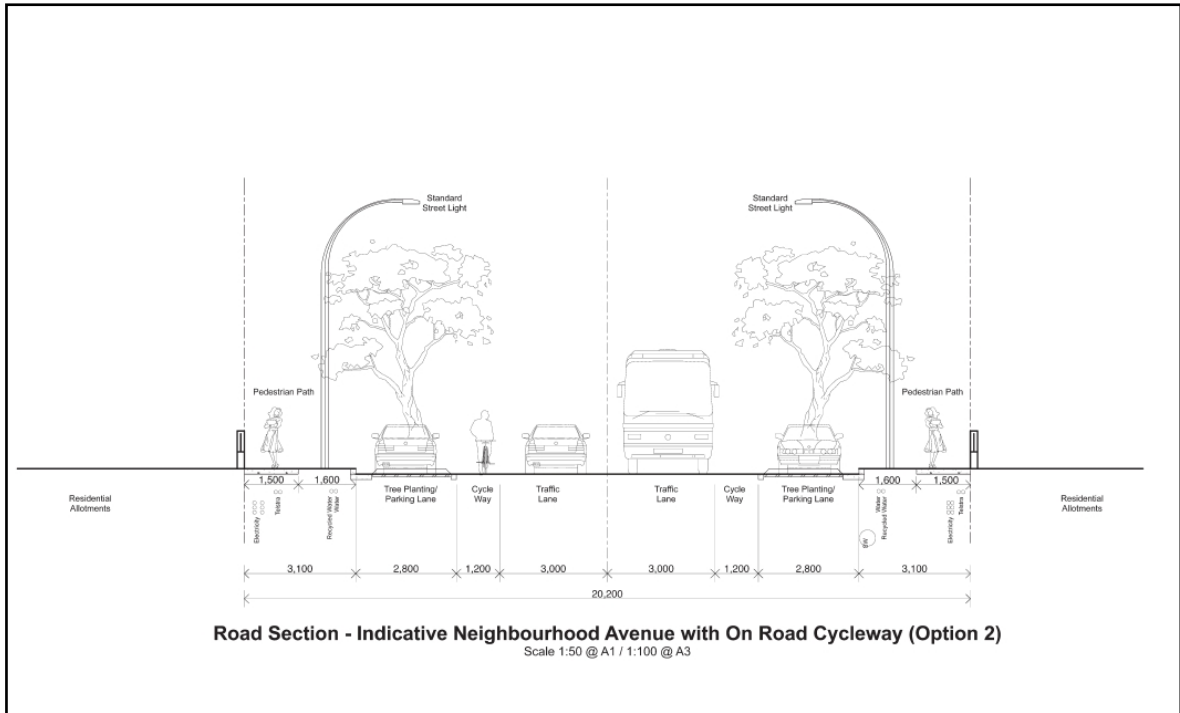 Standard
Street Light
Standard
Street Light
Pedestrian Path
Pedestrian Path
1,500
1,600
1,600
1,500
Residential
Allotments
Electricity
Telstra
Recycled Water
Water
Tree Planting/
Parking Lane
Cycle
Way
Traffic
Lane
Traffic
Lane
Cycle
Way
Tree Planting/
Parking Lane
Water
Recycled Water
SW
Electricity
Telstra
Residential
Allotments
3,100
2,800
1,200
3,000
3,000
1,200
2,800
3,100
20,200
Road Section - Indicative Neighbourhood Avenue with On Road Cycleway (Option 2)
Scale 1:50 @ A1 / 1:100 @ A3